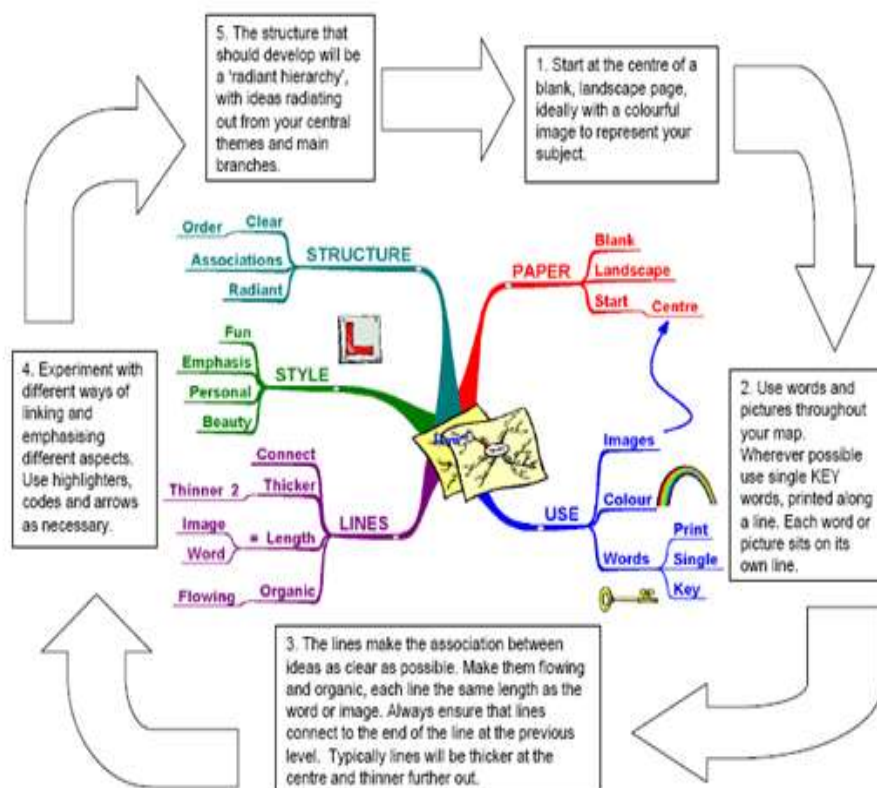 5. The structure that
should develop will be
a 'radiant hierarchy',
with ideas radiating
out from your central
themes and main
branches.
1. Start at the centre of a
blank, landscape page,
ideally with a colourful
image to represent your
subject.
Order
Clear
Associations
Radiant
STRUCTURE
PAPER
Blank
Landscape
Start
Centre
L
Fun
Emphasis
Personal
Beauty
STYLE
4. Experiment with
different ways of
linking and
emphasising
different aspects.
Use highlighters,
codes and arrows
as necessary.
2. Use words and
pictures throughout
your map.
Wherever possible
use single KEY
words, printed along
a line. Each word or
picture sits on its
own line.
Connect
Thinner 2
Thicker
Image
Word
= Length
Flowing
Organic
LINES
USE
Images
Colour
Words
Print
Single
Key
3. The lines make the association between
ideas as clear as possible. Make them flowing
and organic, each line the same length as the
word or image. Always ensure that lines
connect to the end of the line at the previous
level. Typically lines will be thicker at the
centre and thinner further out.